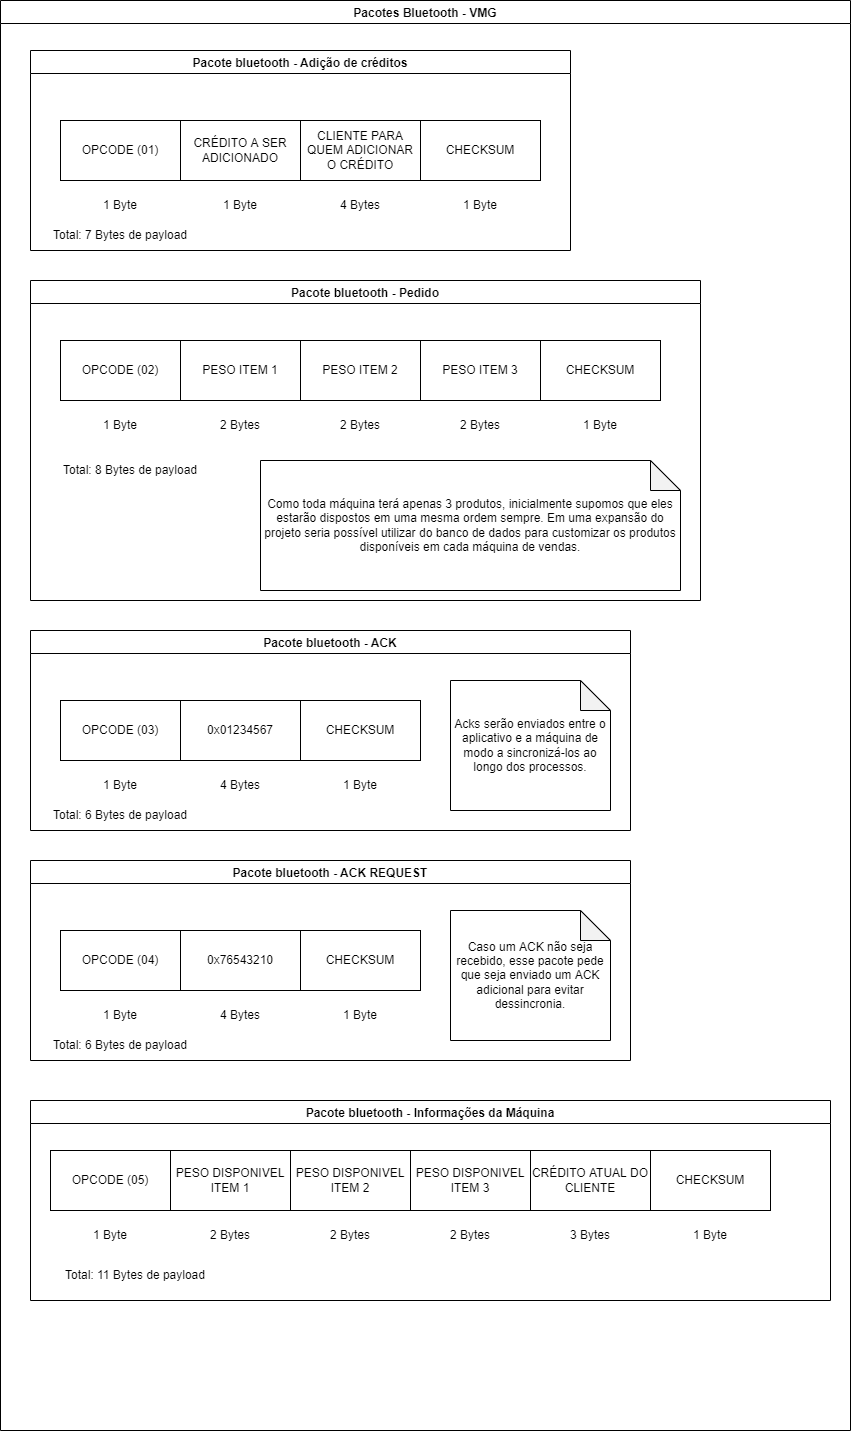 Pacotes Bluetooth - VMG
Pacote bluetooth - Adição de créditos
OPCODE (01)
CRÉDITO A SER
ADICIONADO
CLIENTE PARA
QUEM ADICIONAR
O CRÉDITO
CHECKSUM
1 Byte
1 Byte
4 Bytes
1 Byte
Total: 7 Bytes de payload
Pacote bluetooth - Pedido
OPCODE (02)
PESO ITEM 1
PESO ITEM 2
PESO ITEM 3
CHECKSUM
1 Byte
2 Bytes
2 Bytes
2 Bytes
1 Byte
Total: 8 Bytes de payload
Como toda máquina terá apenas 3 produtos, inicialmente supomos que eles
estarão dispostos em uma mesma ordem sempre. Em uma expansão do
projeto seria possível utilizar do banco de dados para customizar os produtos
disponíveis em cada máquina de vendas.
Pacote bluetooth - ACK
OPCODE (03)
0x01234567
CHECKSUM
1 Byte
4 Bytes
1 Byte
Total: 6 Bytes de payload
Acks serão enviados entre o
aplicativo e a máquina de
modo a sincronizá-los ao
longo dos processos.
Pacote bluetooth - ACK REQUEST
OPCODE (04)
0x76543210
CHECKSUM
1 Byte
4 Bytes
1 Byte
Total: 6 Bytes de payload
Caso um ACK não seja
recebido, esse pacote pede
que seja enviado um ACK
adicional para evitar
dessincronia.
Pacote bluetooth - Informações da Máquina
OPCODE (05)
PESO DISPONIVEL
ITEM 1
PESO DISPONIVEL
ITEM 2
PESO DISPONIVEL
ITEM 3
CRÉDITO ATUAL DO
CLIENTE
CHECKSUM
1 Byte
2 Bytes
2 Bytes
2 Bytes
3 Bytes
1 Byte
Total: 11 Bytes de payload